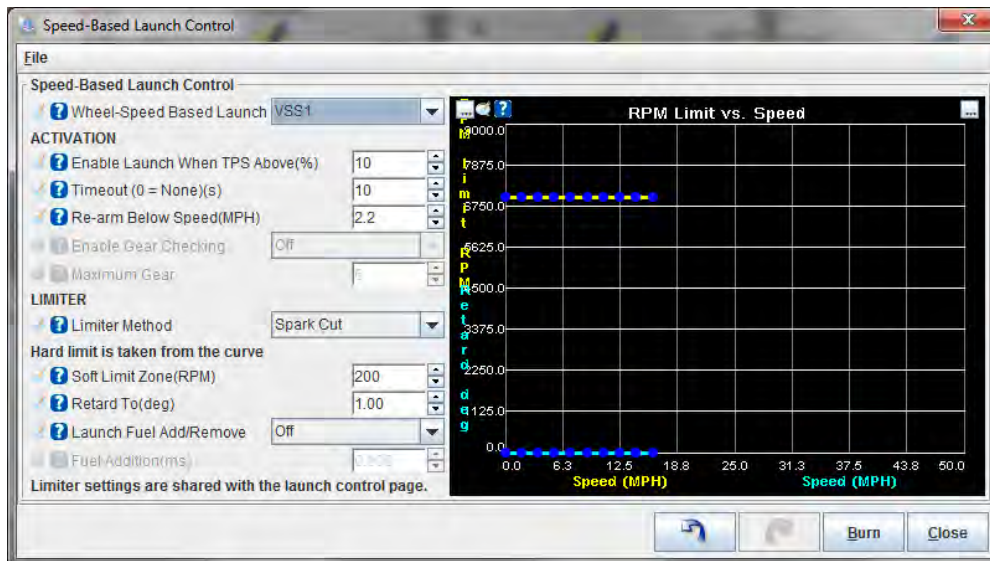 Speed-Based Launch Control
File
Speed-Based Launch Control
Wheel-Speed Based Launch VSS1
ACTIVATION
Enable Launch When TPS Above(%) 10
Timeout (0 = None)(s) 10
Re-arm Below Speed(MPH) 2.2
Enable Gear Checking Off
Maximum Gear
LIMITER
Limiter Method Spark Cut
Hard limit is taken from the curve
Soft Limit Zone(RPM) 200
Retard To(deg) 1.00
Launch Fuel Add/Remove Off
Fuel Addition(ms)
Limiter settings are shared with the launch control page.
RPM Limit vs. Speed
9000.0
7875.0
6750.0
5625.0
4500.0
3375.0
2250.0
1125.0
0.0
RPM Limit RPM
Retard deg
0.0 6.3 12.5 18.8 25.0 31.3 37.5 43.8 50.0
Speed (MPH) Speed (MPH)
Burn Close